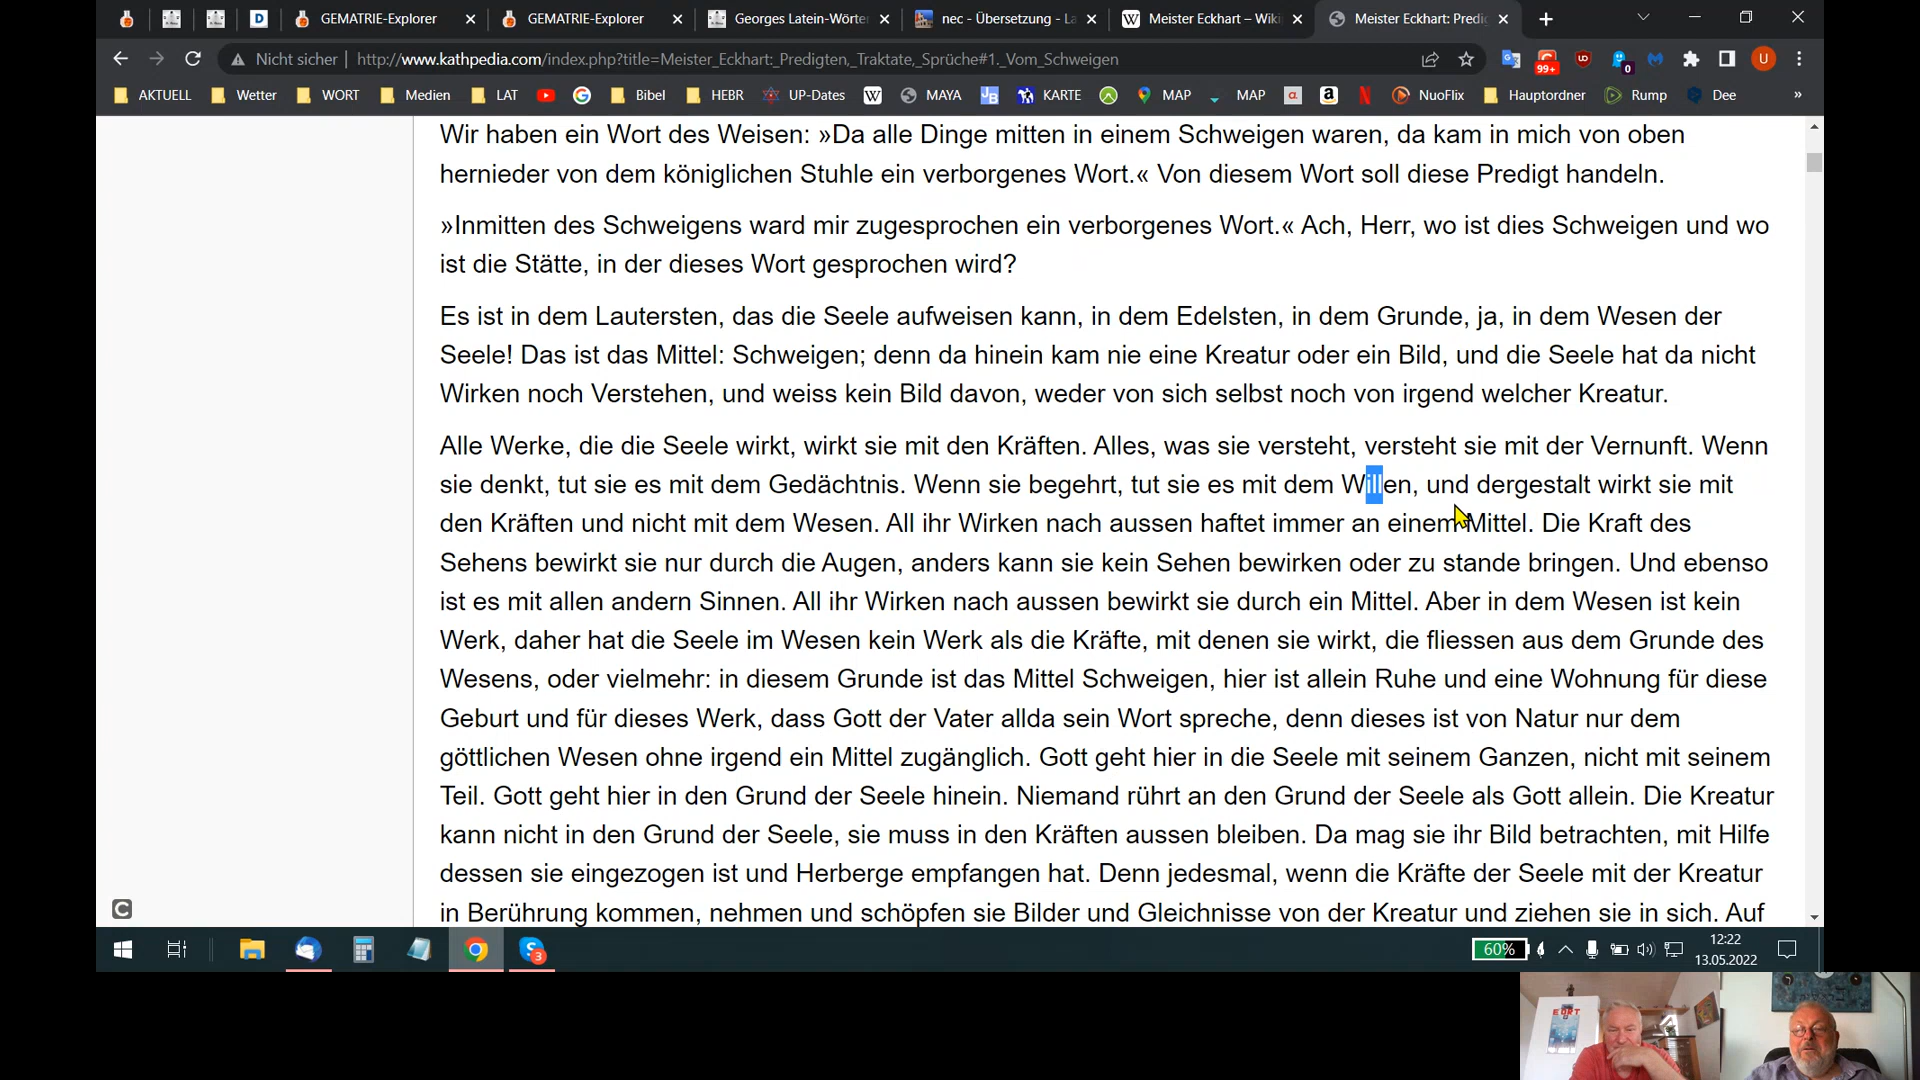 GEMATRIE-Explorer
GEMATRIE-Explorer
Georges Latein-Wörte
nec - Übersetzung - La
Meister Eckhart – Wiki
Meister Eckhart: Predig
Nicht sicher | http://www.kathpedia.com/index.php?title=Meister_Eckhart:_Predigten,_Traktate,_Sprüche#1._Vom_Schweigen
99+
0
U
AKTUELL Wetter WORT Medien LAT Bibel HEBR UP-Dates MAYA KARTE MAP MAP NuoFlix Hauptordner Rump Dee »
Wir haben ein Wort des Weisen: »Da alle Dinge mitten in einem Schweigen waren, da kam in mich von oben
hernieder von dem königlichen Stuhle ein verborgenes Wort.« Von diesem Wort soll diese Predigt handeln.
»Inmitten des Schweigens ward mir zugesprochen ein verborgenes Wort.« Ach, Herr, wo ist dies Schweigen und wo
ist die Stätte, in der dieses Wort gesprochen wird?
Es ist in dem Lautersten, das die Seele aufweisen kann, in dem Edelsten, in dem Grunde, ja, in dem Wesen der
Seele! Das ist das Mittel: Schweigen; denn da hinein kam nie eine Kreatur oder ein Bild, und die Seele hat da nicht
Wirken noch Verstehen, und weiss kein Bild davon, weder von sich selbst noch von irgend welcher Kreatur.
Alle Werke, die die Seele wirkt, wirkt sie mit den Kräften. Alles, was sie versteht, versteht sie mit der Vernunft. Wenn
sie denkt, tut sie es mit dem Gedächtnis. Wenn sie begehrt, tut sie es mit dem Willen, und dergestalt wirkt sie mit
den Kräften und nicht mit dem Wesen. All ihr Wirken nach aussen haftet immer an einem Mittel. Die Kraft des
Sehens bewirkt sie nur durch die Augen, anders kann sie kein Sehen bewirken oder zu stande bringen. Und ebenso
ist es mit allen andern Sinnen. All ihr Wirken nach aussen bewirkt sie durch ein Mittel. Aber in dem Wesen ist kein
Werk, daher hat die Seele im Wesen kein Werk als die Kräfte, mit denen sie wirkt, die fliessen aus dem Grunde des
Wesens, oder vielmehr: in diesem Grunde ist das Mittel Schweigen, hier ist allein Ruhe und eine Wohnung für diese
Geburt und für dieses Werk, dass Gott der Vater allda sein Wort spreche, denn dieses ist von Natur nur dem
göttlichen Wesen ohne irgend ein Mittel zugänglich. Gott geht hier in die Seele mit seinem Ganzen, nicht mit seinem
Teil. Gott geht hier in den Grund der Seele hinein. Niemand rührt an den Grund der Seele als Gott allein. Die Kreatur
kann nicht in den Grund der Seele, sie muss in den Kräften aussen bleiben. Da mag sie ihr Bild betrachten, mit Hilfe
dessen sie eingezogen ist und Herberge empfangen hat. Denn jedesmal, wenn die Kräfte der Seele mit der Kreatur
in Berührung kommen, nehmen und schöpfen sie Bilder und Gleichnisse von der Kreatur und ziehen sie in sich. Auf
3
60%
12:22
13.05.2022